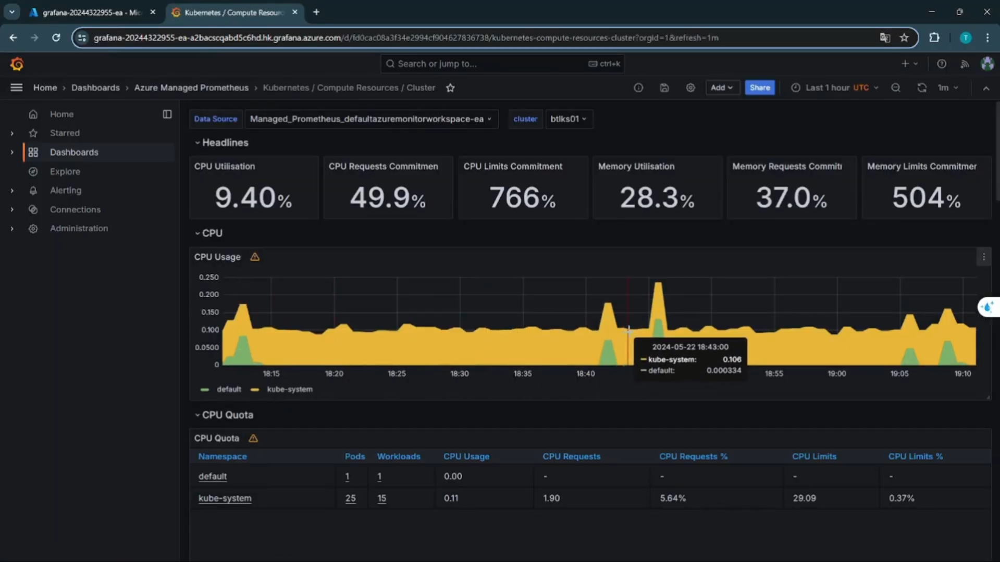 grafana-20244322955-ea - Mic
Kubernetes / Compute Resour
grafana-20244322955-ea-a2bacscqabd5c6hd.hk.grafana.azure.com/d/fd0cac08a3f34e2994cf904627836738/kubernetes-compute-resources-cluster?orgId=1&refresh=1m
T
Search or jump to...
ctrl+k
Home › Dashboards › Azure Managed Prometheus › Kubernetes / Compute Resources / Cluster
Add
Share
Last 1 hour UTC
1m
Home
Starred
Dashboards
Explore
Alerting
Connections
Administration
Data Source
Managed_Prometheus_defaultazuremonitorworkspace-ea
cluster
btlks01
Headlines
CPU Utilisation
CPU Requests Commitmen
CPU Limits Commitment
Memory Utilisation
Memory Requests Commit
Memory Limits Commitmer
9.40%
49.9%
766%
28.3%
37.0%
504%
CPU
CPU Usage
0.250
0.200
0.150
0.100
0.0500
0
2024-05-22 18:43:00
kube-system: 0.106
default: 0.000334
18:15 18:20 18:25 18:30 18:35 18:40 18:55 19:00 19:05 19:10
default kube-system
CPU Quota
CPU Quota
Namespace Pods Workloads CPU Usage CPU Requests CPU Requests % CPU Limits CPU Limits %
default 1 1 0.00 - - - -
kube-system 25 15 0.11 1.90 5.64% 29.09 0.37%